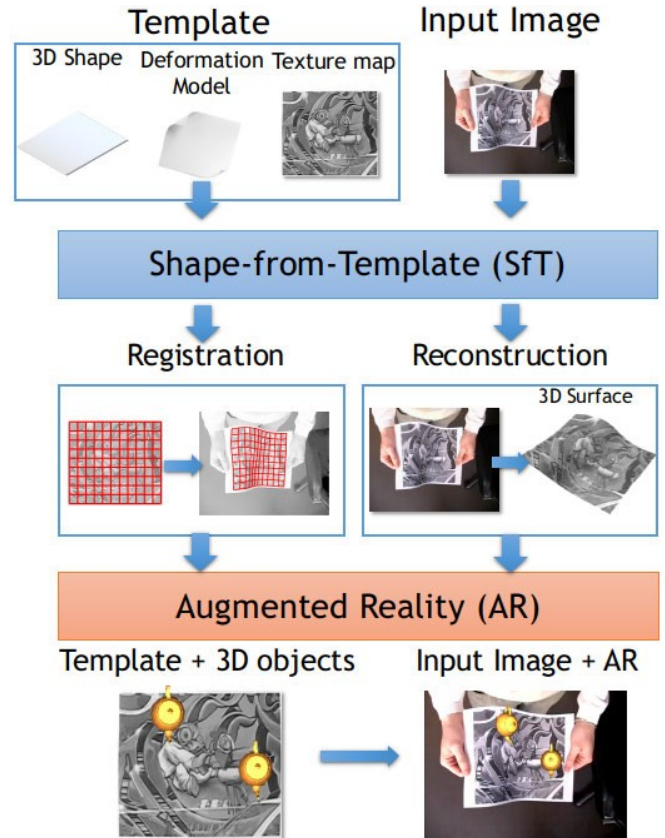 Template
Input Image
3D Shape
Deformation
Model
Texture map
Shape-from-Template (SfT)
Registration
Reconstruction
3D Surface
Augmented Reality (AR)
Template + 3D objects
Input Image + AR